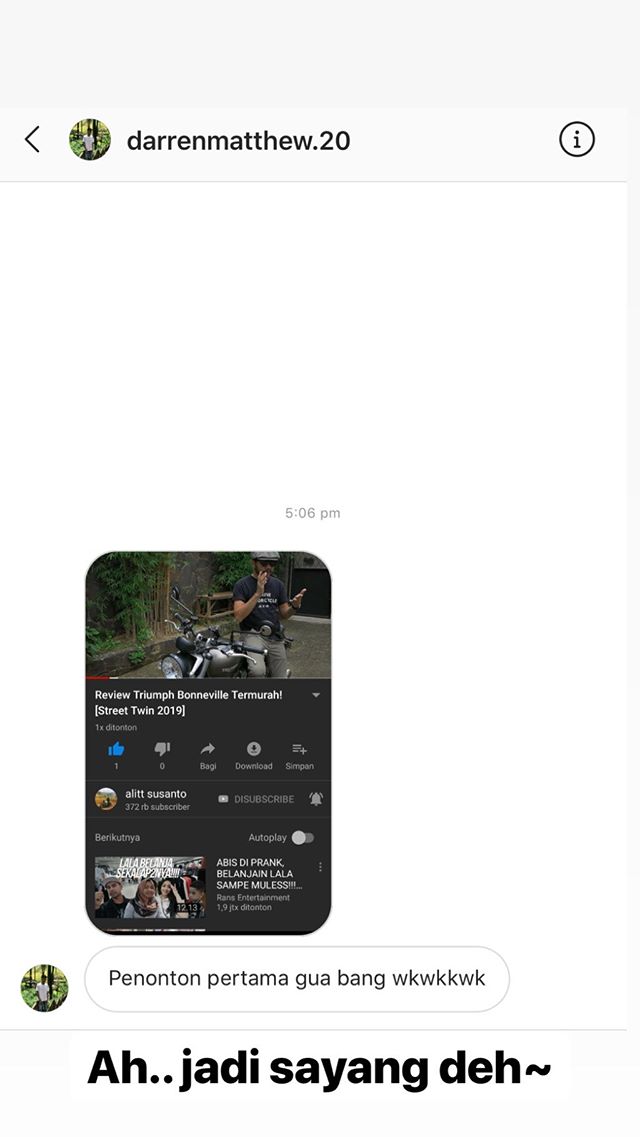 darrenmatthew.20
5:06 pm
Review Triumph Bonneville Termurah!
[Street Twin 2019]
1x ditonton
1
0
Bagi
Download
Simpan
alitt susanto
372 rb subscriber
DISUBSCRIBE
Berikutnya
Autoplay
LALA BELANJA
SEKALAP2NYA!!!!
12.13
ABIS DI PRANK,
BELANJAIN LALA
SAMPE MULESS!!!...
Rans Entertainment
1,9 jtx ditonton
Penonton pertama gua bang wkwkkwk
Ah.. jadi sayang deh~